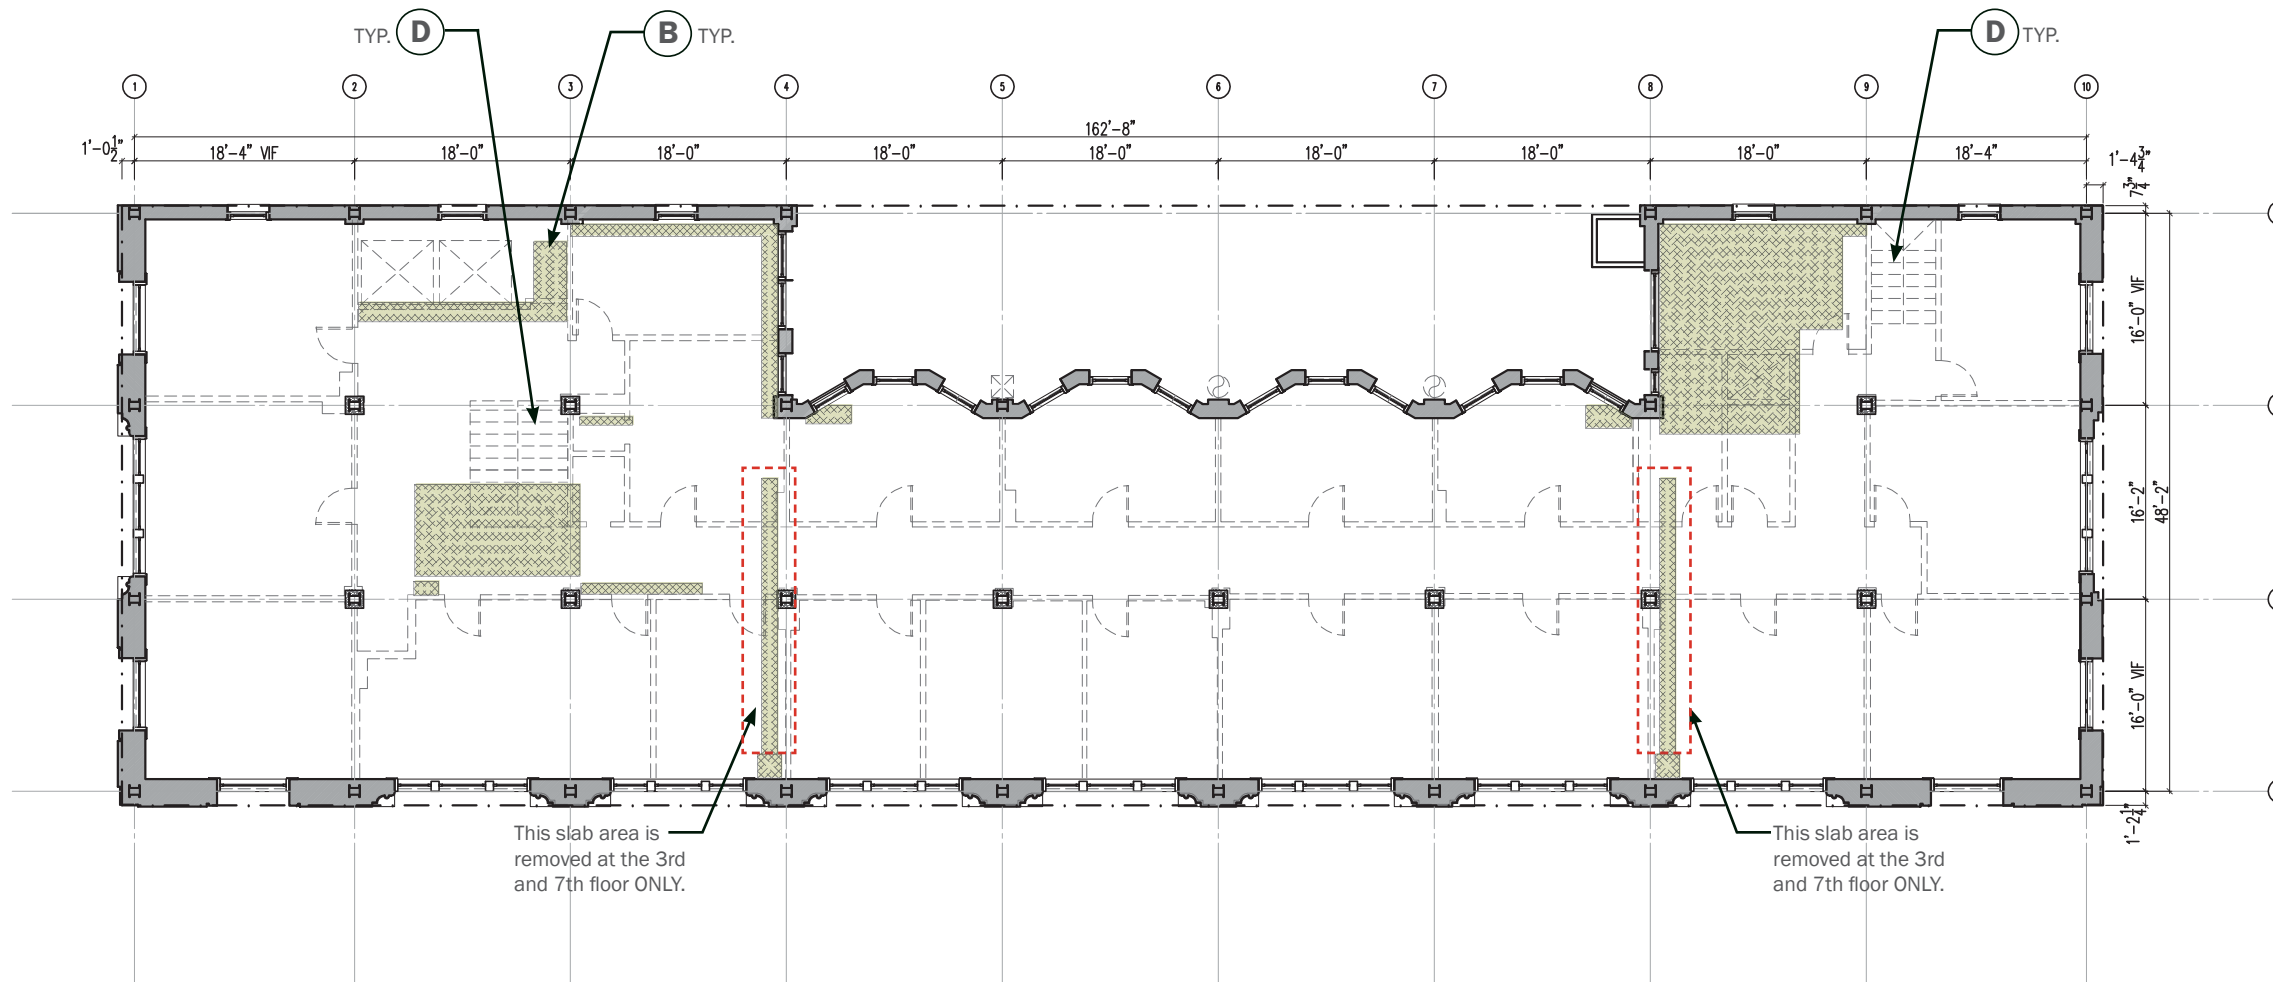 TYP. D
B TYP.
D TYP.
1 2 3 4 5 6 7 8 9 10
162'-8"
1'-0½" 18'-4" VIF 18'-0" 18'-0" 18'-0" 18'-0" 18'-0" 18'-0" 18'-0" 18'-4" 1'-4¾"
7¾"
16'-0" VIF
16'-2"
48'-2"
16'-0" VIF
1'-2¼"
This slab area is
removed at the 3rd
and 7th floor ONLY.
This slab area is
removed at the 3rd
and 7th floor ONLY.